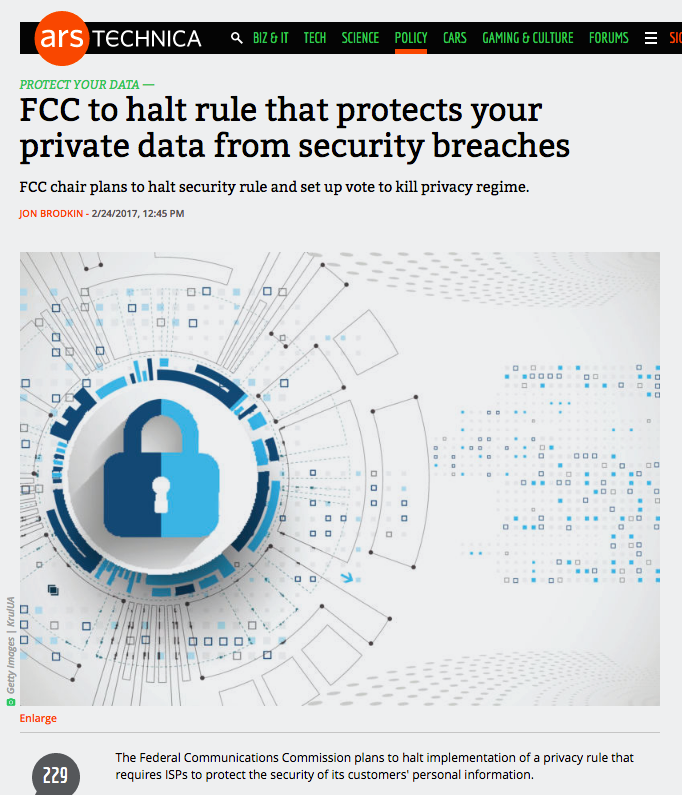 ars TECHNICA
BIZ & IT TECH SCIENCE POLICY CARS GAMING & CULTURE FORUMS
PROTECT YOUR DATA —
FCC to halt rule that protects your
private data from security breaches
FCC chair plans to halt security rule and set up vote to kill privacy regime.
JON BRODKIN - 2/24/2017, 12:45 PM
Getty Images | KrulUA
Enlarge
229
The Federal Communications Commission plans to halt implementation of a privacy rule that
requires ISPs to protect the security of its customers' personal information.